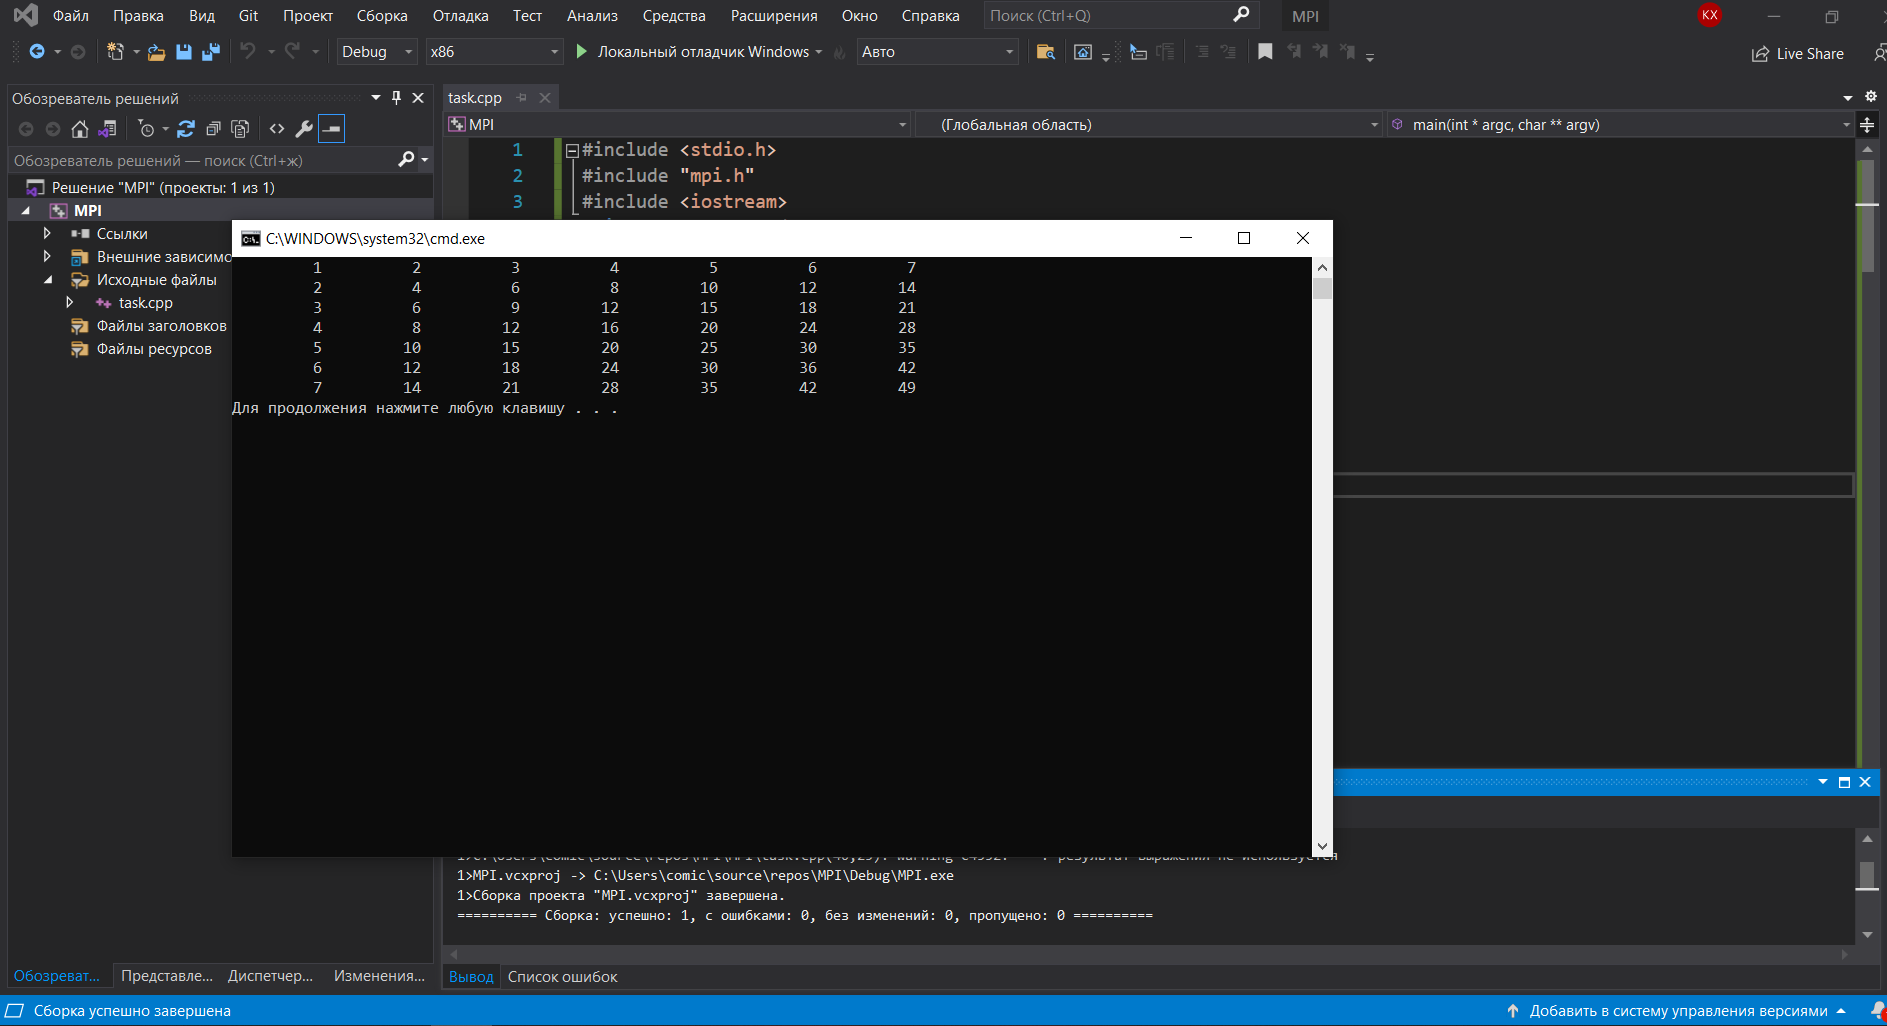 Файл Правка Вид Git Проект Сборка Отладка Тест Анализ Средства Расширения Окно Справка Поиск (Ctrl+Q) MPI KX
Debug x86 Локальный отладчик Windows Авто Live Share
Обозреватель решений
Обозреватель решений — поиск (Ctrl+ж)
Решение "MPI" (проекты: 1 из 1)
MPI
Ссылки
Внешние зависимо
Исходные файлы
task.cpp
Файлы заголовков
Файлы ресурсов
task.cpp
MPI (Глобальная область) main(int * argc, char ** argv)
1 #include <stdio.h>
2 #include "mpi.h"
3 #include <iostream>
C:\WINDOWS\system32\cmd.exe
1 2 3 4 5 6 7
2 4 6 8 10 12 14
3 6 9 12 15 18 21
4 8 12 16 20 24 28
5 10 15 20 25 30 35
6 12 18 24 30 36 42
7 14 21 28 35 42 49
Для продолжения нажмите любую клавишу . . .
1>MPI.vcxproj -> C:\Users\comic\source\repos\MPI\Debug\MPI.exe
1>Сборка проекта "MPI.vcxproj" завершена.
========== Сборка: успешно: 1, с ошибками: 0, без изменений: 0, пропущено: 0 ==========
Обозреват... Представле... Диспетчер... Изменения...
Вывод Список ошибок
Сборка успешно завершена
Добавить в систему управления версиями